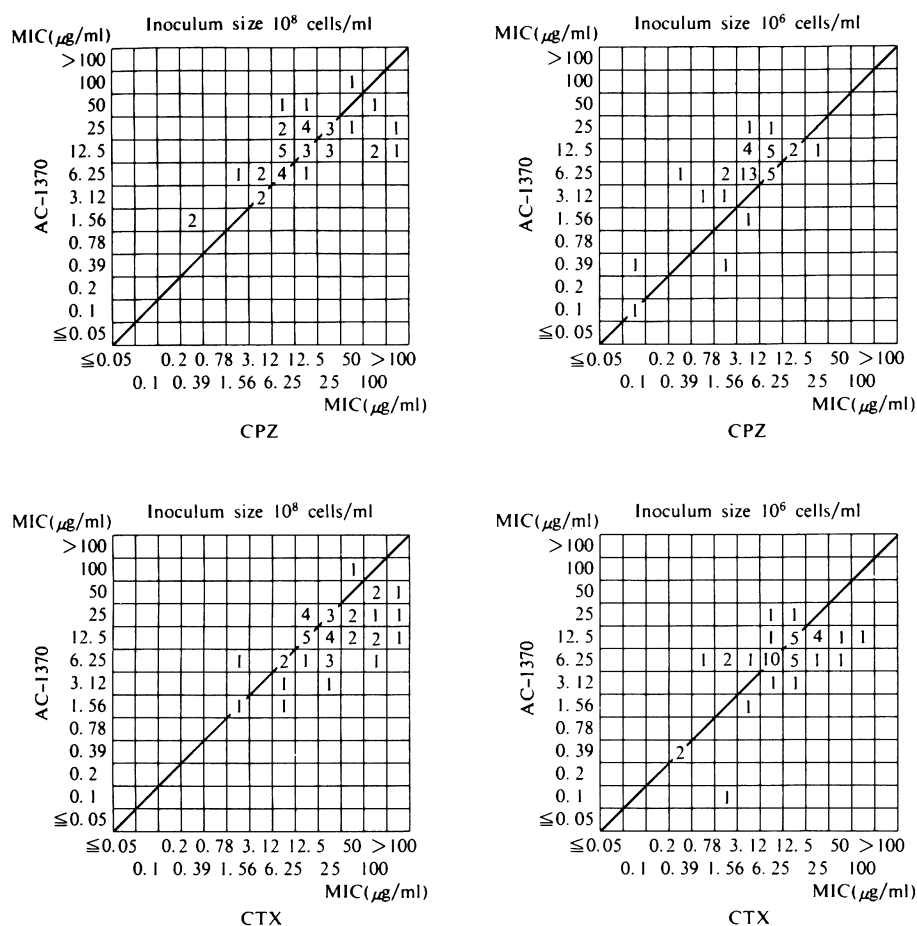 MIC(μg/ml) Inoculum size 10⁸ cells/ml
>100
100 1
50 1 1 1
25 2 4 3 1 1
12.5 5 3 3 2 1
6.25 1 2 4 1
3.12 2
1.56 2
0.78
0.39
0.2
0.1
≦0.05
AC-1370
≦0.05 0.2 0.78 3.12 12.5 50 >100
0.1 0.39 1.56 6.25 25 100
MIC(μg/ml)
CPZ
MIC(μg/ml) Inoculum size 10⁶ cells/ml
>100
100
50
25 1 1
12.5 4 5 2 1
6.25 1 2 13 5
3.12 1 1
1.56 1
0.78
0.39 1 1
0.2
0.1 1
≦0.05
AC-1370
≦0.05 0.2 0.78 3.12 12.5 50 >100
0.1 0.39 1.56 6.25 25 100
MIC(μg/ml)
CPZ
MIC(μg/ml) Inoculum size 10⁸ cells/ml
>100
100 1
50 2 1
25 4 3 2 1 1
12.5 5 4 2 2 1
6.25 1 2 1 3 1
3.12 1 1
1.56 1 1
0.78
0.39
0.2
0.1
≦0.05
AC-1370
≦0.05 0.2 0.78 3.12 12.5 50 >100
0.1 0.39 1.56 6.25 25 100
MIC(μg/ml)
CTX
MIC(μg/ml) Inoculum size 10⁶ cells/ml
>100
100
50
25 1 1
12.5 1 5 4 1 1
6.25 1 2 1 10 5 1 1
3.12 1 1
1.56 1
0.78
0.39 2
0.2
0.1 1
≦0.05
AC-1370
≦0.05 0.2 0.78 3.12 12.5 50 >100
0.1 0.39 1.56 6.25 25 100
MIC(μg/ml)
CTX